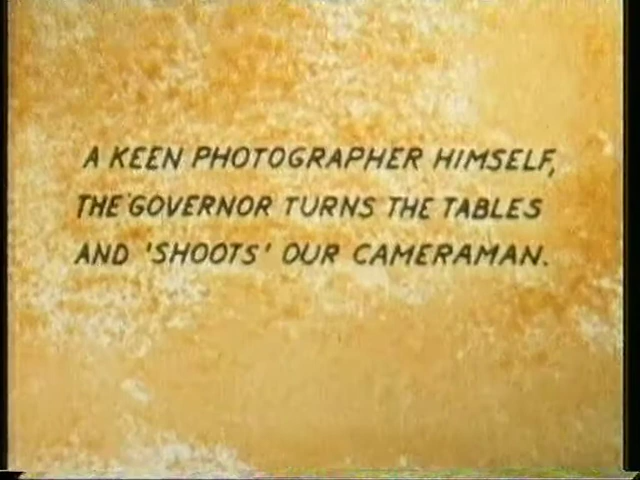 A KEEN PHOTOGRAPHER HIMSELF,
THE GOVERNOR TURNS THE TABLES
AND 'SHOOTS' OUR CAMERAMAN.